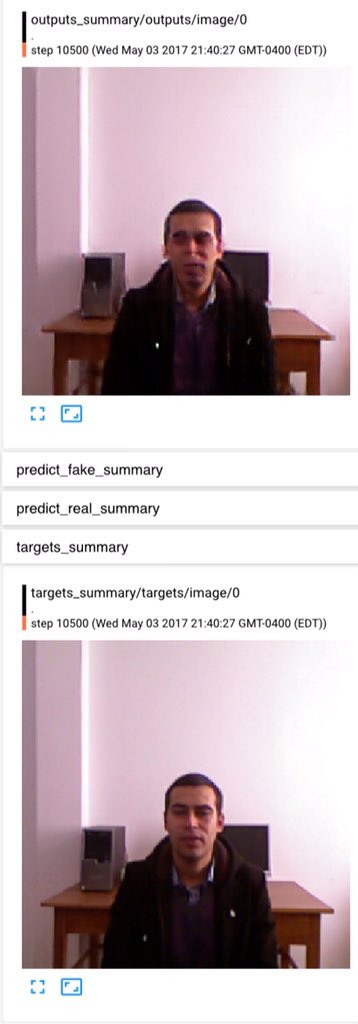 outputs_summary/outputs/image/0
.
step 10500 (Wed May 03 2017 21:40:27 GMT-0400 (EDT))
predict_fake_summary
predict_real_summary
targets_summary
targets_summary/targets/image/0
.
step 10500 (Wed May 03 2017 21:40:27 GMT-0400 (EDT))